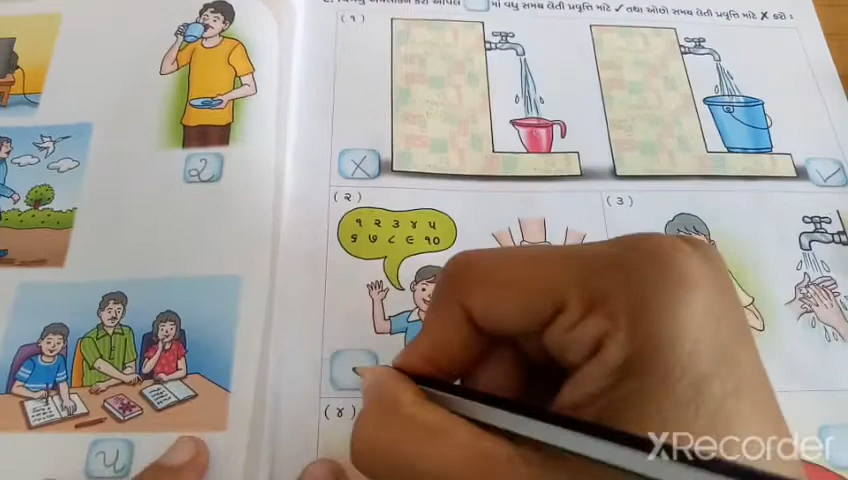 માં વધુ સમય લેતી પ્રવૃત્તિ માટે ✓ તથા ઓછો સમય લેતી પ્રવૃત્તિ માટે ✗ કરો :
(૧)
X
✓
(૨)
૧ ૨ ૩ ૪ ૫
૬ ૭ ૮ ૯ ૧૦
(૩)
(૪)
૨
૫
XRecorder